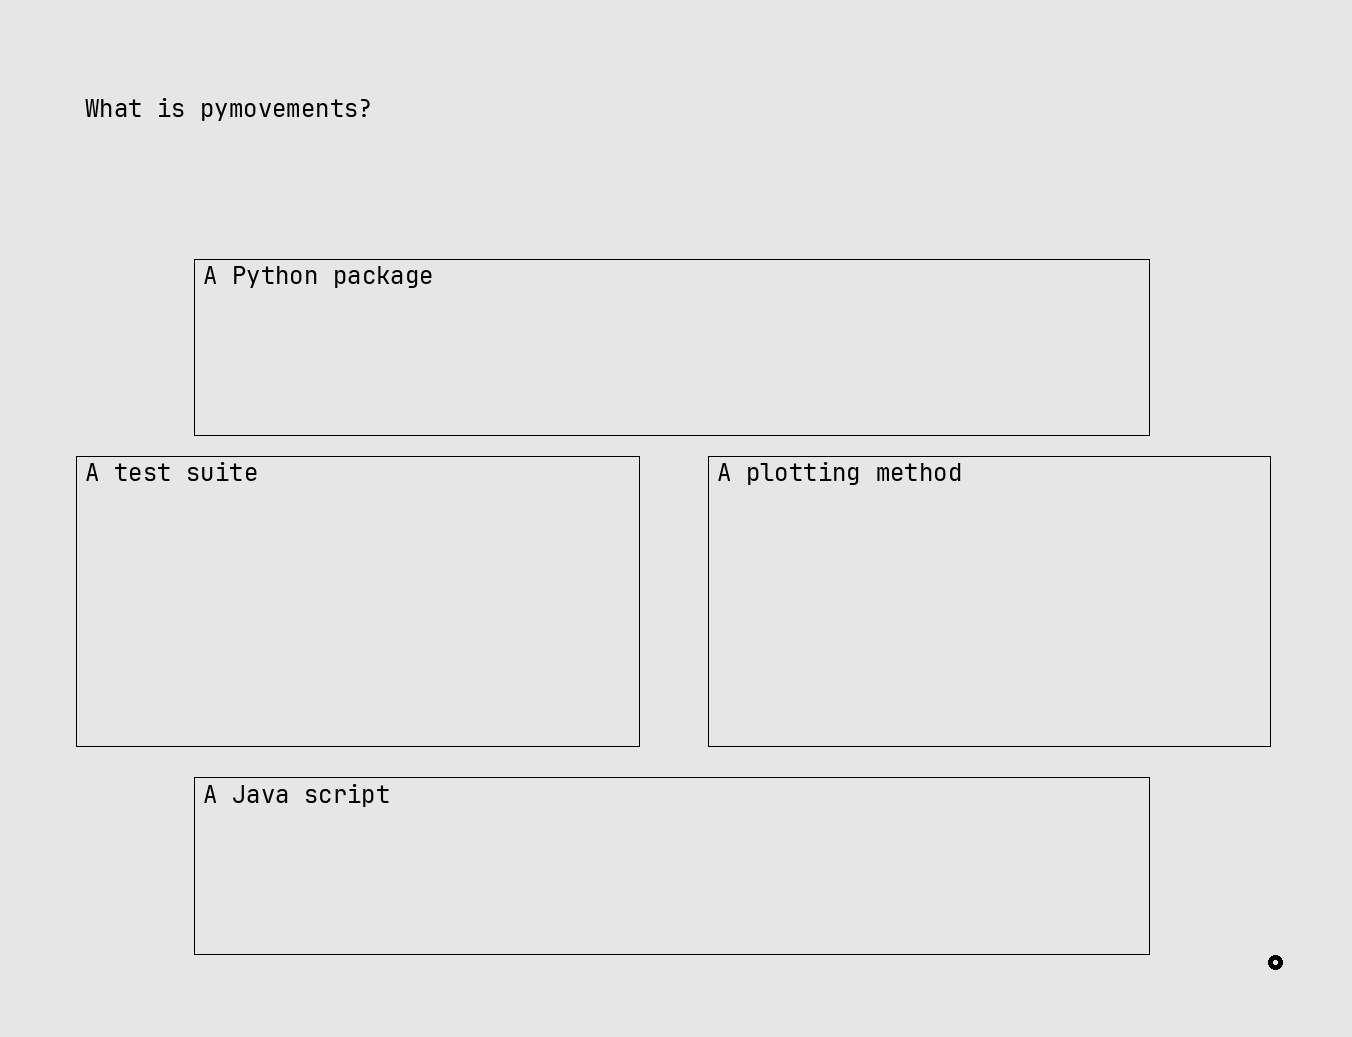 What is pymovements?
A Python package
A test suite
A plotting method
A Java script